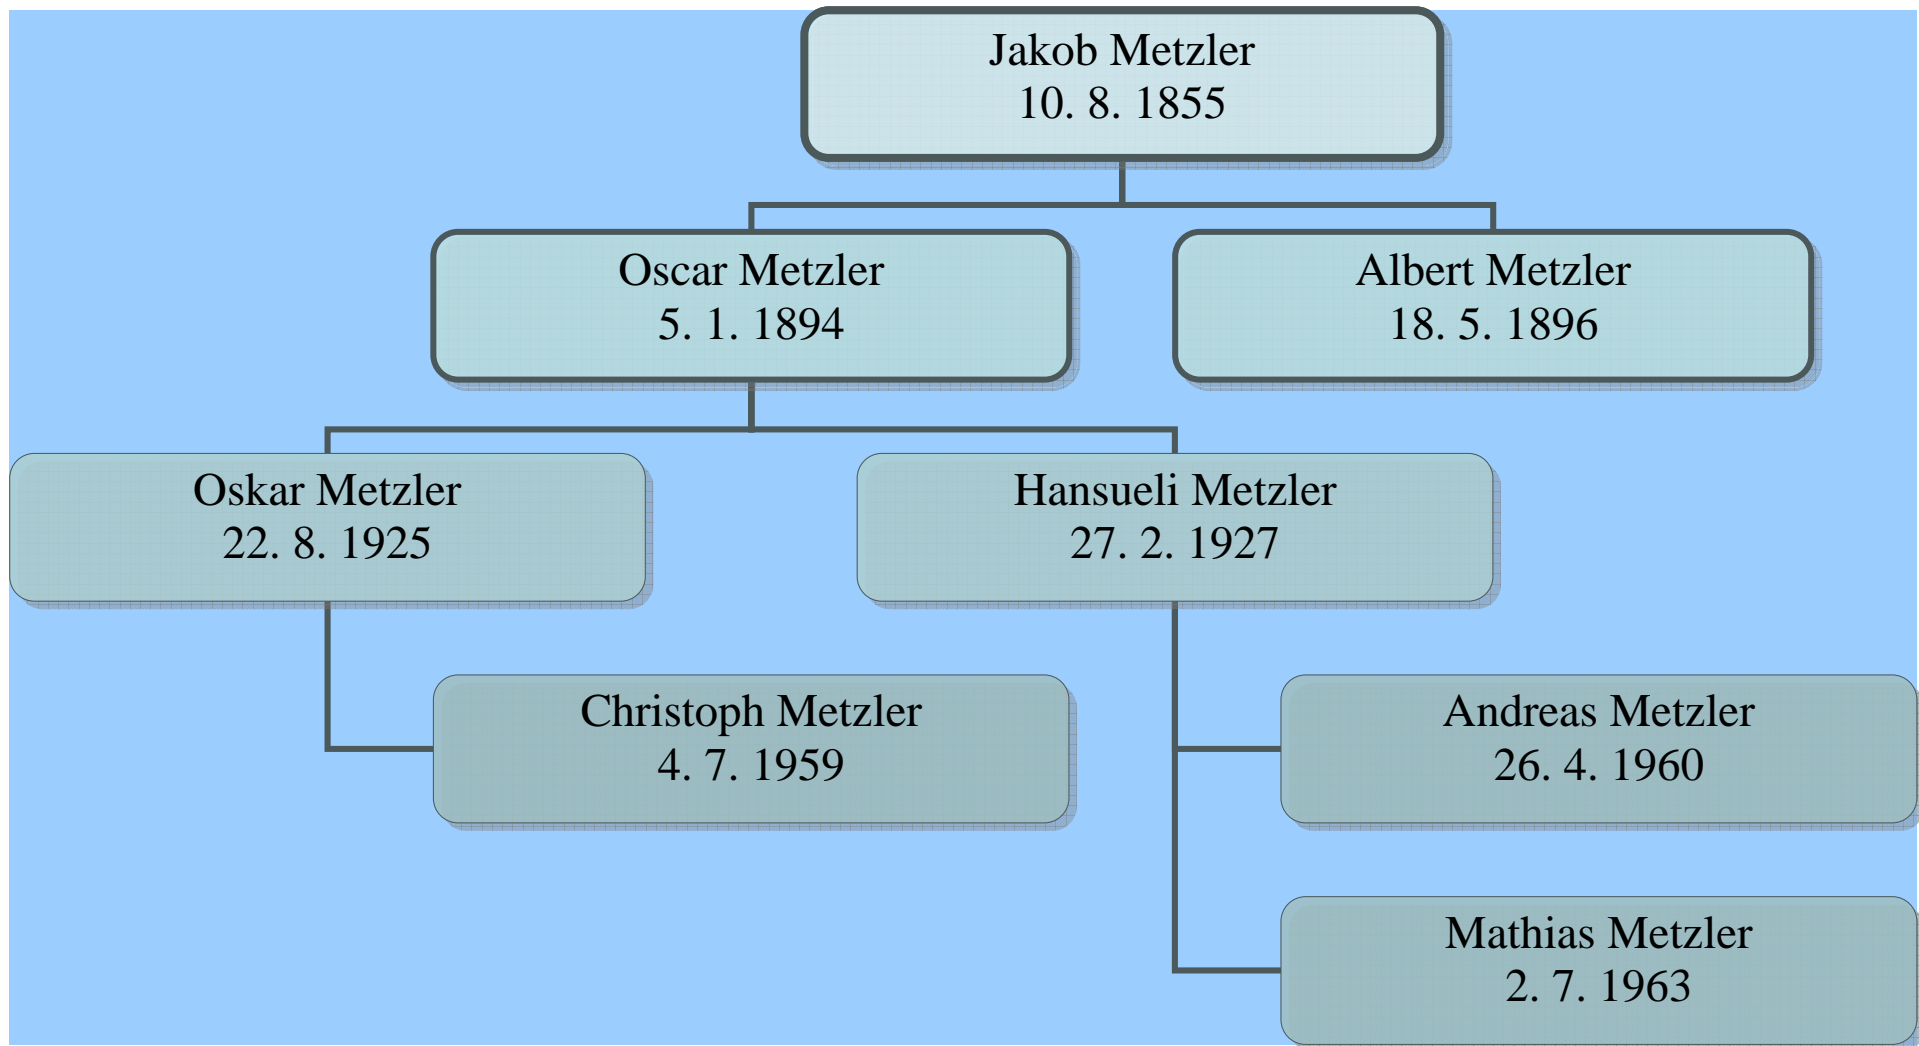 Jakob Metzler
10. 8. 1855
Oscar Metzler
5. 1. 1894
Albert Metzler
18. 5. 1896
Oskar Metzler
22. 8. 1925
Hansueli Metzler
27. 2. 1927
Christoph Metzler
4. 7. 1959
Andreas Metzler
26. 4. 1960
Mathias Metzler
2. 7. 1963